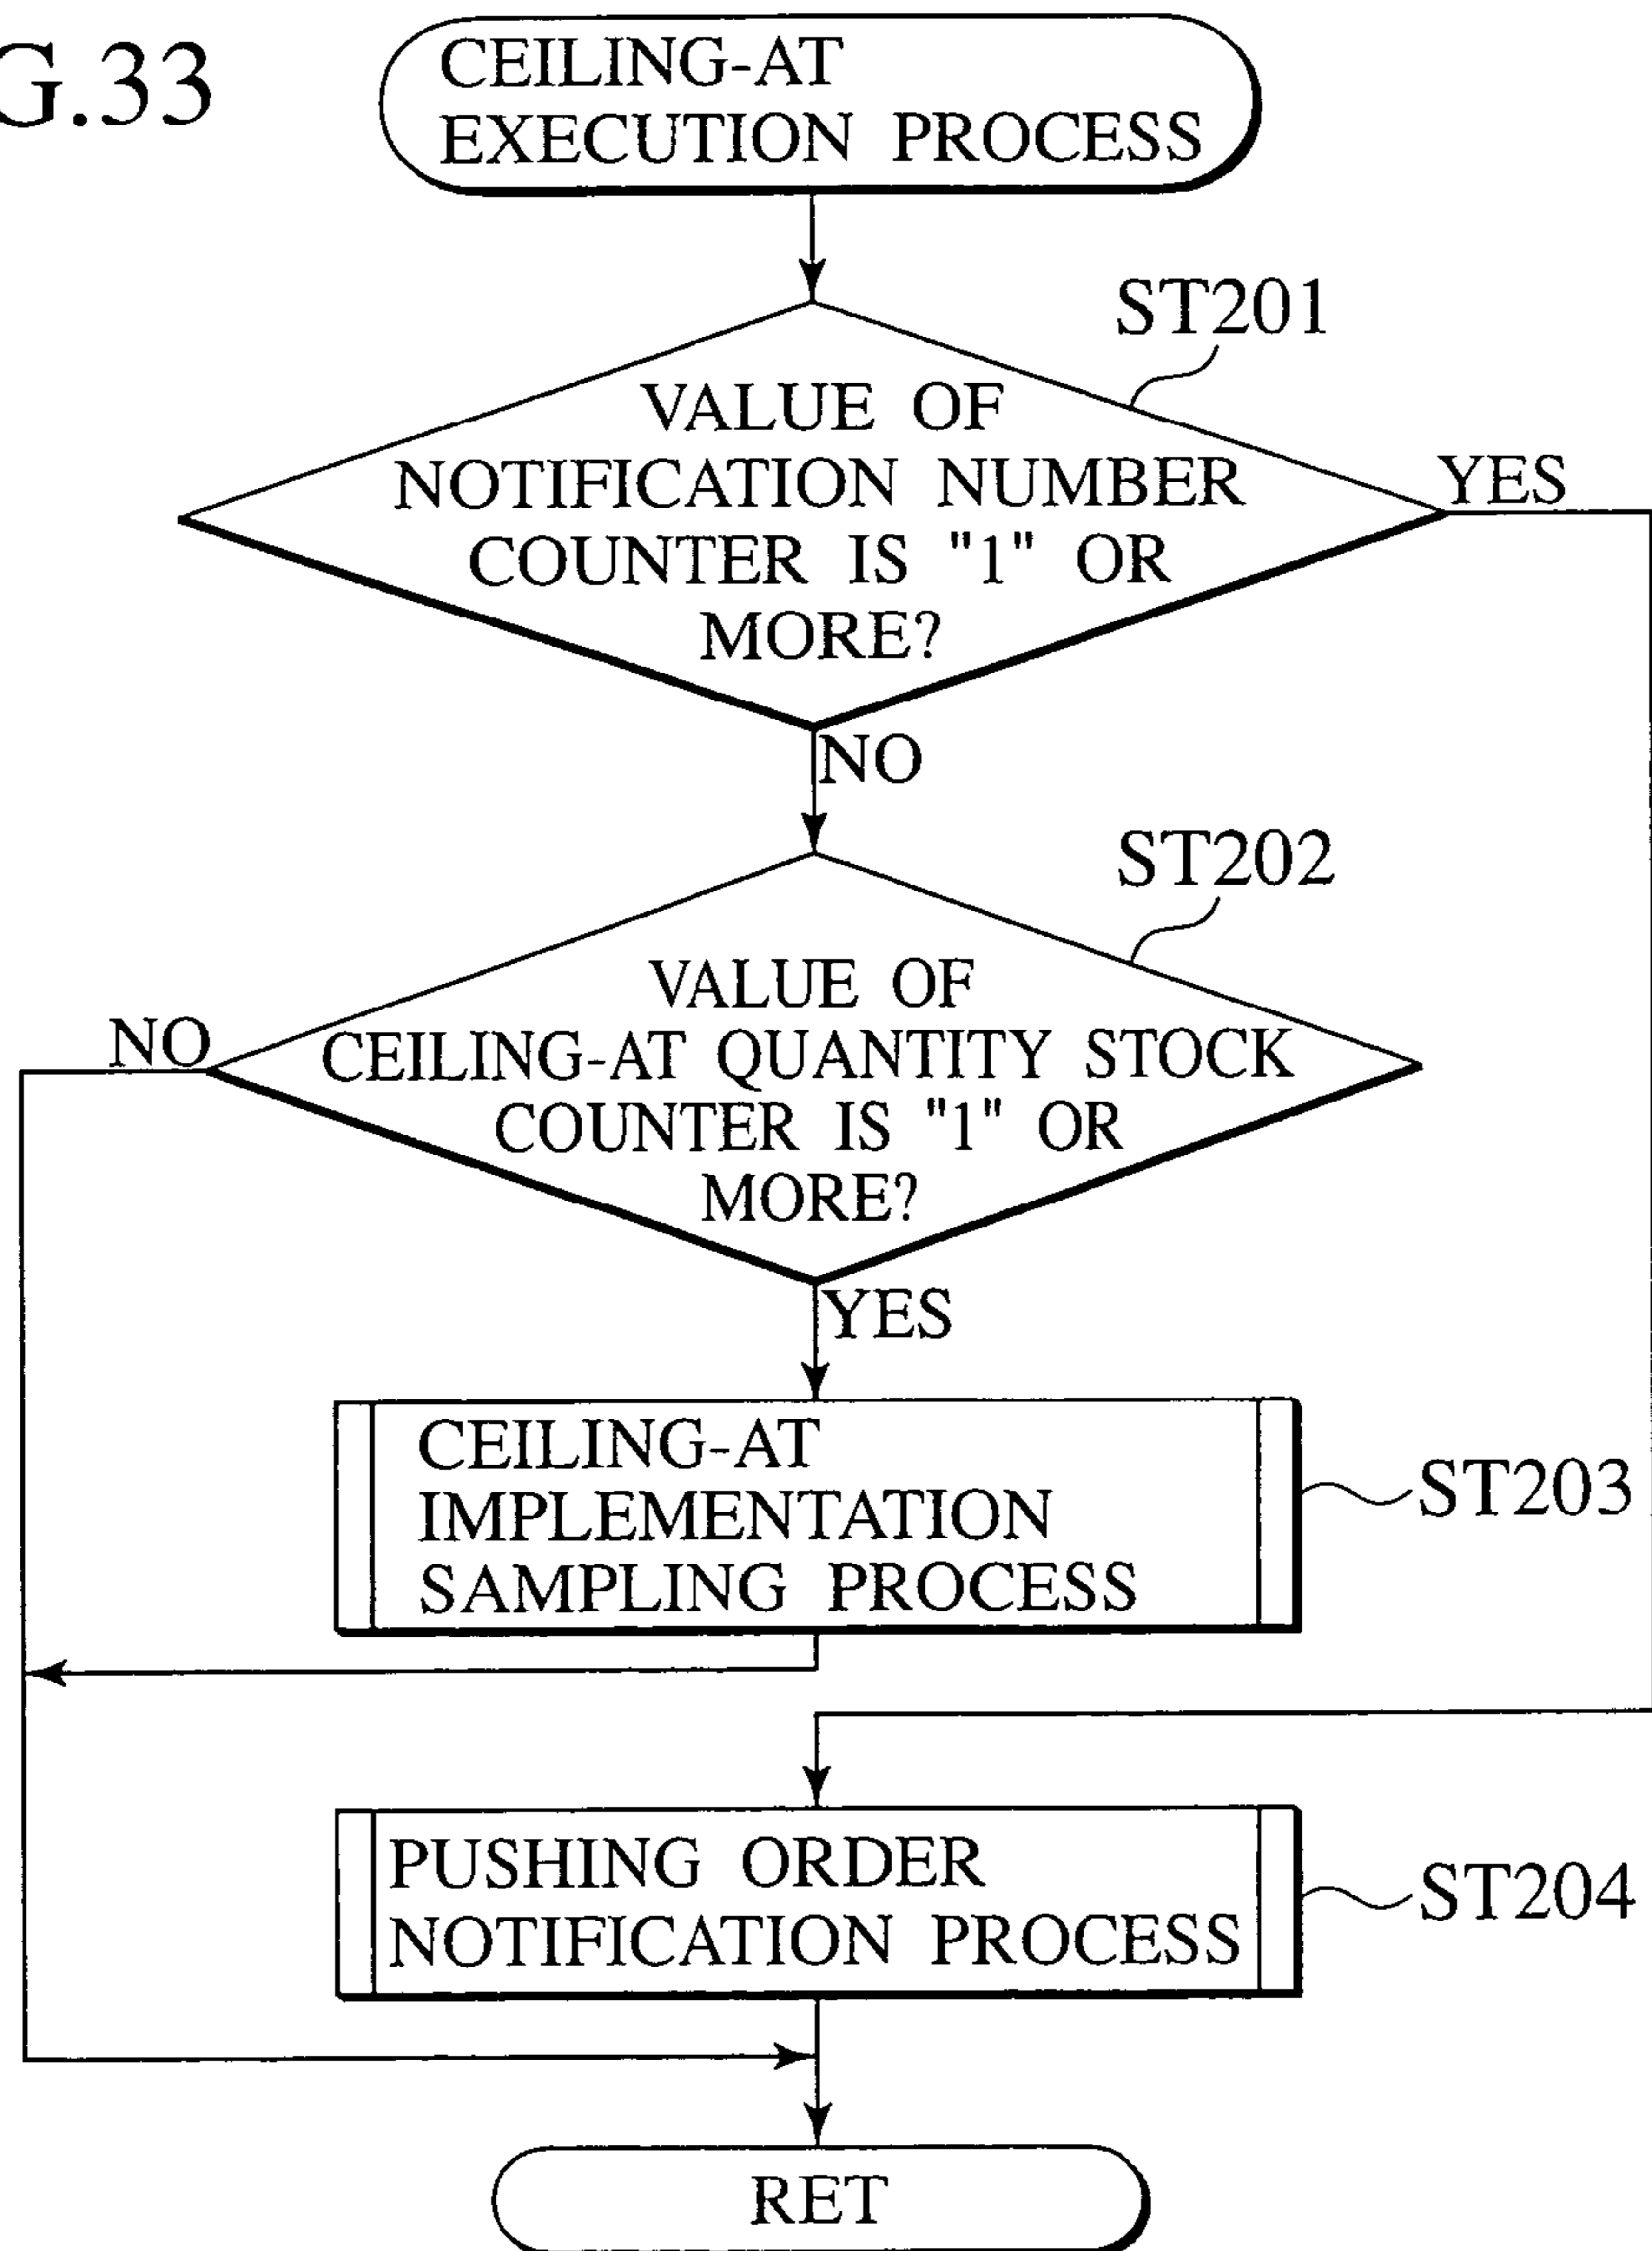 G.33
CEILING-AT
EXECUTION PROCESS
ST201
VALUE OF
NOTIFICATION NUMBER
COUNTER IS "1" OR
MORE?
YES
NO
ST202
VALUE OF
CEILING-AT QUANTITY STOCK
COUNTER IS "1" OR
MORE?
NO
YES
CEILING-AT
IMPLEMENTATION
SAMPLING PROCESS
ST203
PUSHING ORDER
NOTIFICATION PROCESS
ST204
RET